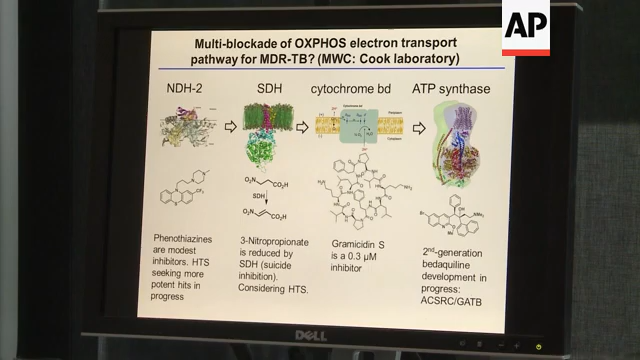 AP
Multi-blockade of OXPHOS electron transport
pathway for MDR-TB? (MWC: Cook laboratory)
NDH-2
SDH
cytochrome bd
ATP synthase
Phenothiazines
are modest
inhibitors. HTS
seeking more
potent hits in
progress
SDH
3-Nitropropionate
is reduced by
SDH (suicide
inhibition).
Considering HTS.
Gramicidin S
is a 0.3 µM
inhibitor
2nd-generation
bedaquiline
development in
progress:
ACSRC/GATB
DELL